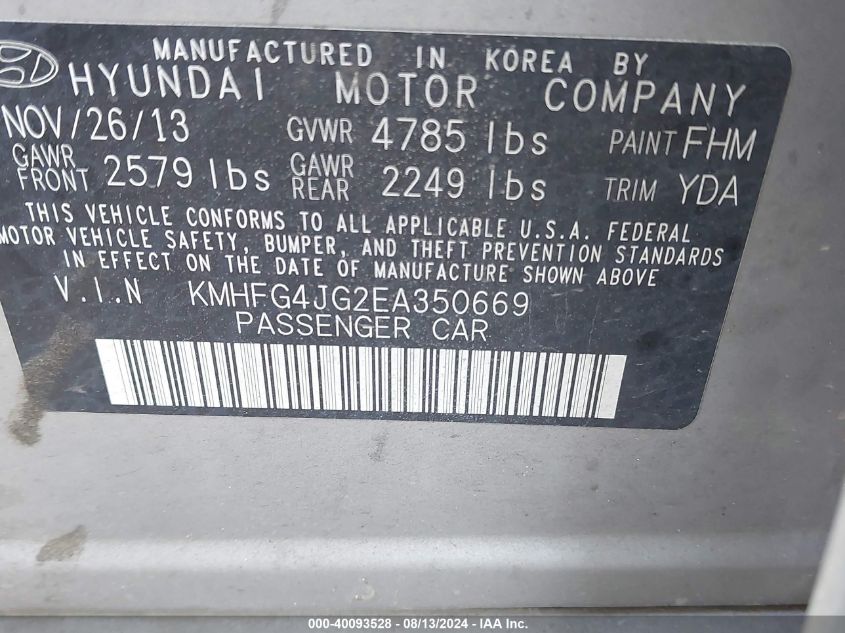 MANUFACTURED IN KOREA BY
HYUNDAI MOTOR COMPANY
NOV/26/13 GVWR 4785 lbs PAINT FHM
GAWR FRONT 2579 lbs GAWR REAR 2249 lbs TRIM YDA
THIS VEHICLE CONFORMS TO ALL APPLICABLE U.S.A. FEDERAL
MOTOR VEHICLE SAFETY, BUMPER, AND THEFT PREVENTION STANDARDS
IN EFFECT ON THE DATE OF MANUFACTURE SHOWN ABOVE
V.I.N KMHFG4JG2EA350669
PASSENGER CAR
000-40093528 - 08/13/2024 - IAA Inc.